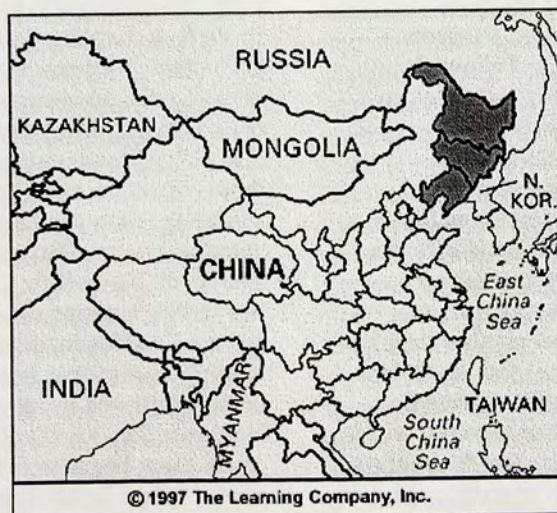 RUSSIA
KAZAKHSTAN
MONGOLIA
N.
KOR.
CHINA
East
China
Sea
INDIA
MYANMAR
TAIWAN
South
China
Sea
© 1997 The Learning Company, Inc.